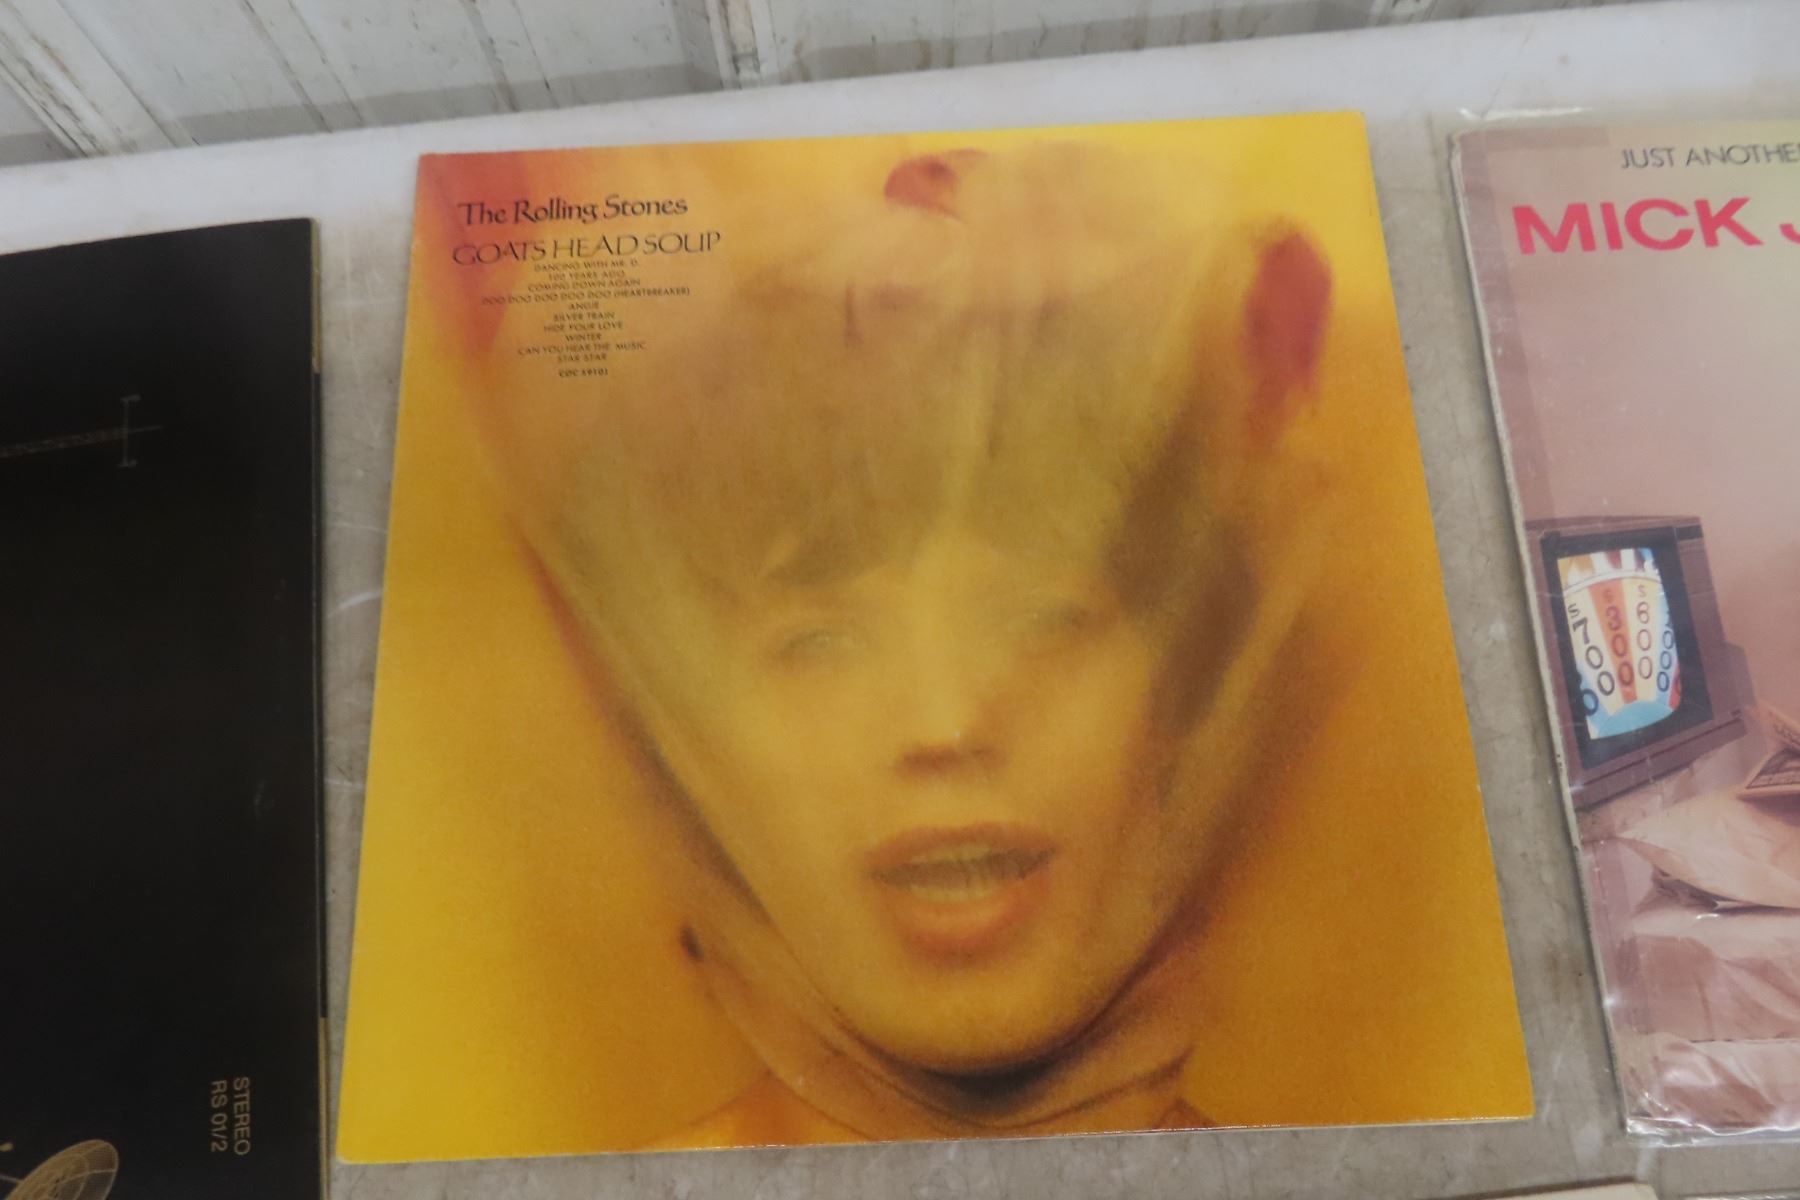 The Rolling Stones
GOATS HEAD SOUP
DANCING WITH MR. D.
100 YEARS AGO
COMING DOWN AGAIN
DOO DOO DOO DOO DOO (HEARTBREAKER)
ANGIE
SILVER TRAIN
HIDE YOUR LOVE
WINTER
CAN YOU HEAR THE MUSIC
STAR STAR
COC 59101
JUST ANOTHE
MICK J
$ 700
$ 3000
$ 600
STEREO
RS 01/2